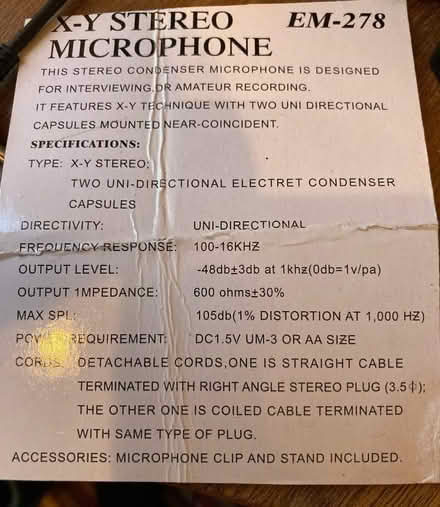 X-Y STEREO EM-278
MICROPHONE
THIS STEREO CONDENSER MICROPHONE IS DESIGNED
FOR INTERVIEWING,OR AMATEUR RECORDING.
IT FEATURES X-Y TECHNIQUE WITH TWO UNI DIRECTIONAL
CAPSULES MOUNTED NEAR-COINCIDENT.
SPECIFICATIONS:
TYPE: X-Y STEREO;
TWO UNI-DIRECTIONAL ELECTRET CONDENSER
CAPSULES
DIRECTIVITY: UNI-DIRECTIONAL
FREQUENCY RESPONSE: 100-16KHZ
OUTPUT LEVEL: -48db±3db at 1khz(0db=1v/pa)
OUTPUT 1MPEDANCE: 600 ohms±30%
MAX SPL: 105db(1% DISTORTION AT 1,000 HZ)
POWER REQUIREMENT: DC1.5V UM-3 OR AA SIZE
CORDS: DETACHABLE CORDS,ONE IS STRAIGHT CABLE
TERMINATED WITH RIGHT ANGLE STEREO PLUG (3.5⌀);
THE OTHER ONE IS COILED CABLE TERMINATED
WITH SAME TYPE OF PLUG.
ACCESSORIES: MICROPHONE CLIP AND STAND INCLUDED.